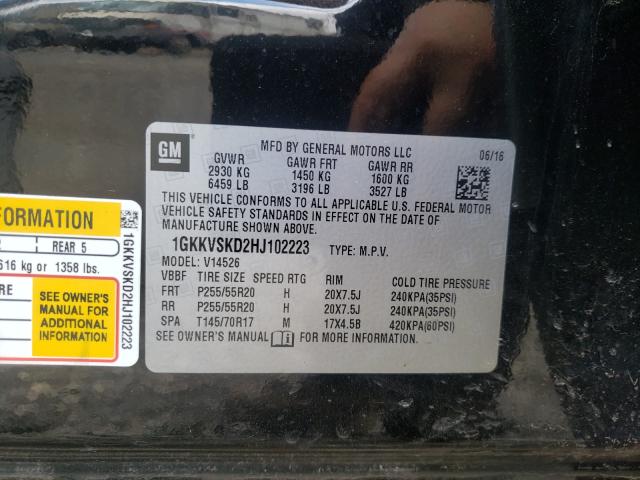 MFD BY GENERAL MOTORS LLC
06/16
GM
GVWR GAWR FRT GAWR RR
2930 KG 1450 KG 1600 KG
6459 LB 3196 LB 3527 LB
THIS VEHICLE CONFORMS TO ALL APPLICABLE U.S. FEDERAL MOTOR
VEHICLE SAFETY STANDARDS IN EFFECT ON THE DATE OF
MANUFACTURE SHOWN ABOVE.
1GKKVSKD2HJ102223 TYPE: M.P.V.
MODEL: V14526
VBBF TIRE SIZE SPEED RTG RIM COLD TIRE PRESSURE
FRT P255/55R20 H 20X7.5J 240KPA(35PSI)
RR P255/55R20 H 20X7.5J 240KPA(35PSI)
SPA T145/70R17 M 17X4.5B 420KPA(60PSI)
SEE OWNER'S MANUAL FOR MORE INFORMATION.
FORMATION
REAR 5
616 kg or 1358 lbs.
RE
SEE OWNER'S
MANUAL FOR
ADDITIONAL
INFORMATION
1GKKVSKD2HJ102223